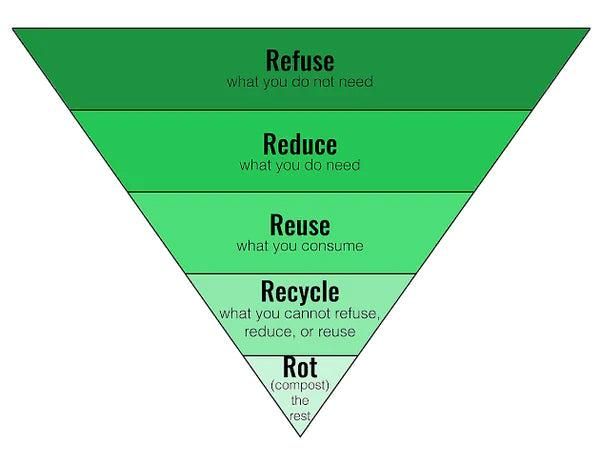 Refuse
what you do not need
Reduce
what you do need
Reuse
what you consume
Recycle
what you cannot refuse,
reduce, or reuse
Rot
(compost)
the
rest